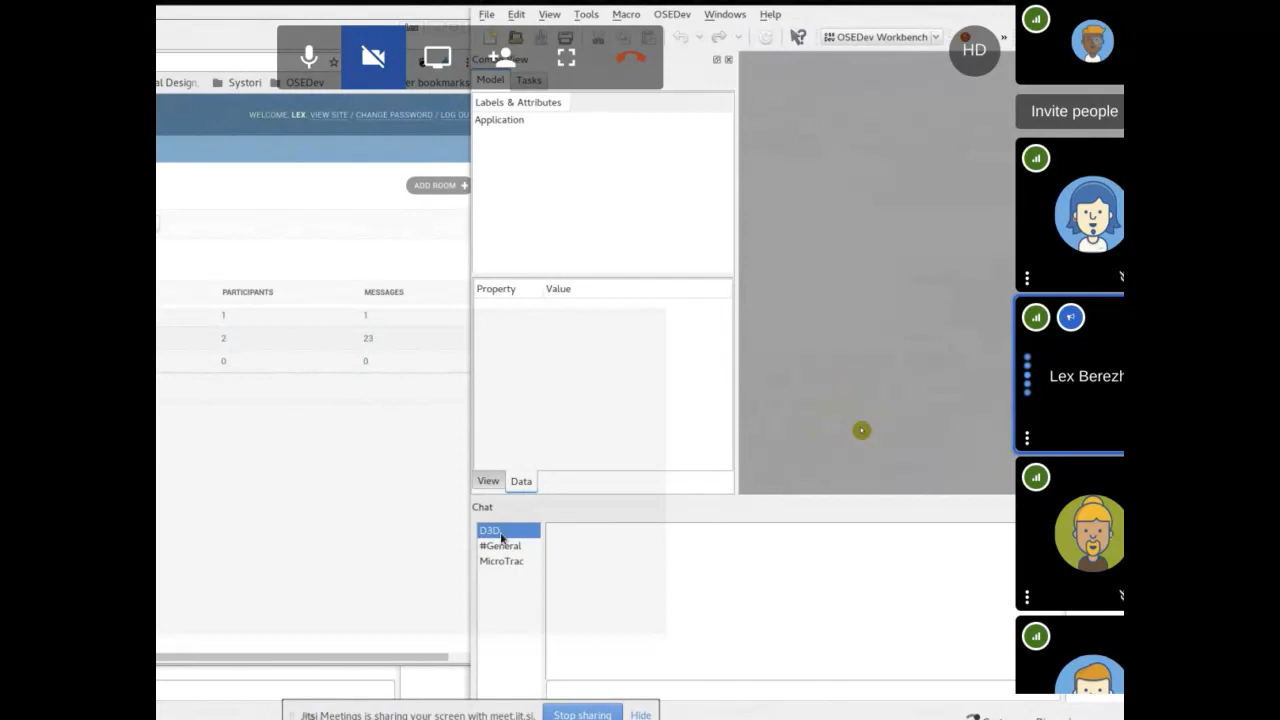 File Edit View Tools Macro OSEDev Windows Help
OSEDev Workbench
»
HD
Model Tasks
al Design, Systori OSEDev er bookmarks
Invite people
Labels & Attributes
Application
WELCOME, LEX. VIEW SITE / CHANGE PASSWORD / LOG OU
ADD ROOM +
PARTICIPANTS MESSAGES
1 1
2 23
0 0
Property Value
Lex Berezh
View Data
Chat
D3D
#General
MicroTrac
Jitsi Meetings is sharing your screen with meet.jit.si. Stop sharing Hide